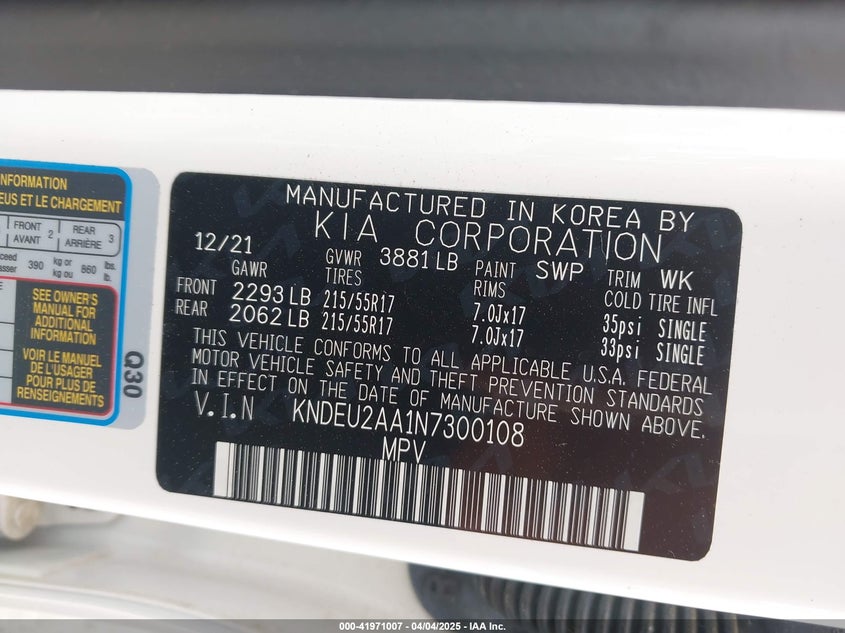 NFORMATION
EUS ET LE CHARGEMENT
FRONT AVANT 2 REAR ARRIÈRE 3
390 kg or kg ou 860 lbs. lb.
SEE OWNER'S
MANUAL FOR
ADDITIONAL
INFORMATION
VOIR LE MANUEL
DE L'USAGER
POUR PLUS DE
RENSEIGNEMENTS
Q30
MANUFACTURED IN KOREA BY
KIA CORPORATION
12/21 GVWR 3881 LB PAINT SWP TRIM WK
GAWR TIRES RIMS COLD TIRE INFL
FRONT 2293 LB 215/55R17 7.0Jx17 35psi SINGLE
REAR 2062 LB 215/55R17 7.0Jx17 33psi SINGLE
THIS VEHICLE CONFORMS TO ALL APPLICABLE U.S.A. FEDERAL
MOTOR VEHICLE SAFETY AND THEFT PREVENTION STANDARDS
IN EFFECT ON THE DATE OF MANUFACTURE SHOWN ABOVE.
V.I.N KNDEU2AA1N7300108
MPV
000-41971007 - 04/04/2025 - IAA Inc.